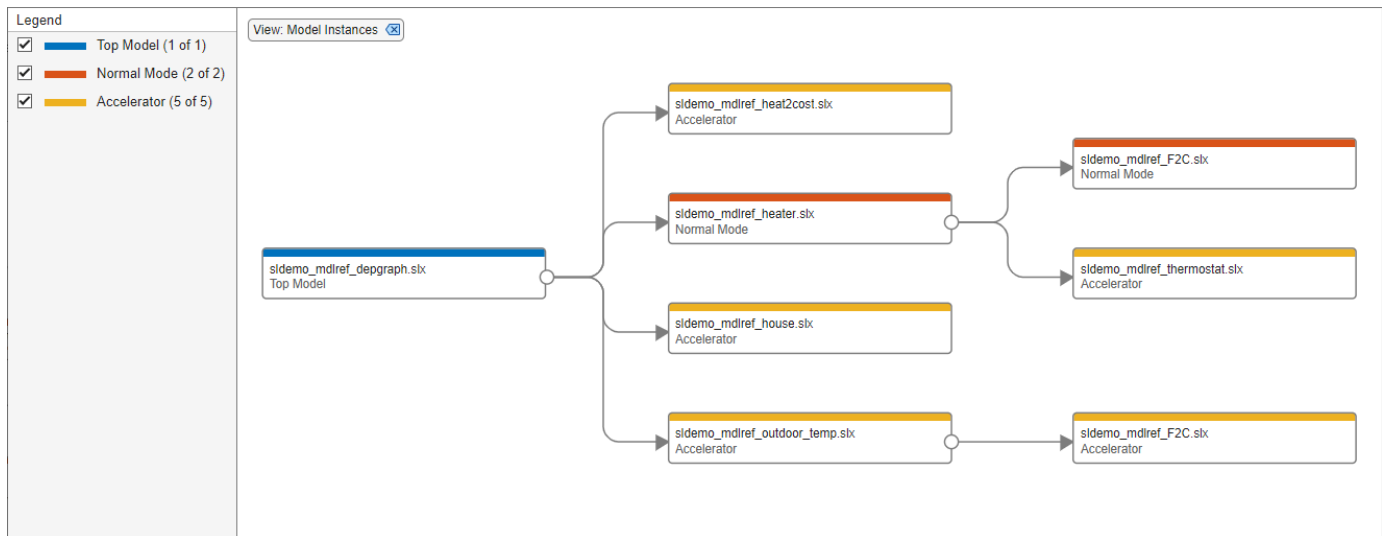 Legend
Top Model (1 of 1)
Normal Mode (2 of 2)
Accelerator (5 of 5)
View: Model Instances
sldemo_mdlref_depgraph.slx
Top Model
sldemo_mdlref_heat2cost.slx
Accelerator
sldemo_mdlref_heater.slx
Normal Mode
sldemo_mdlref_house.slx
Accelerator
sldemo_mdlref_outdoor_temp.slx
Accelerator
sldemo_mdlref_F2C.slx
Normal Mode
sldemo_mdlref_thermostat.slx
Accelerator
sldemo_mdlref_F2C.slx
Accelerator